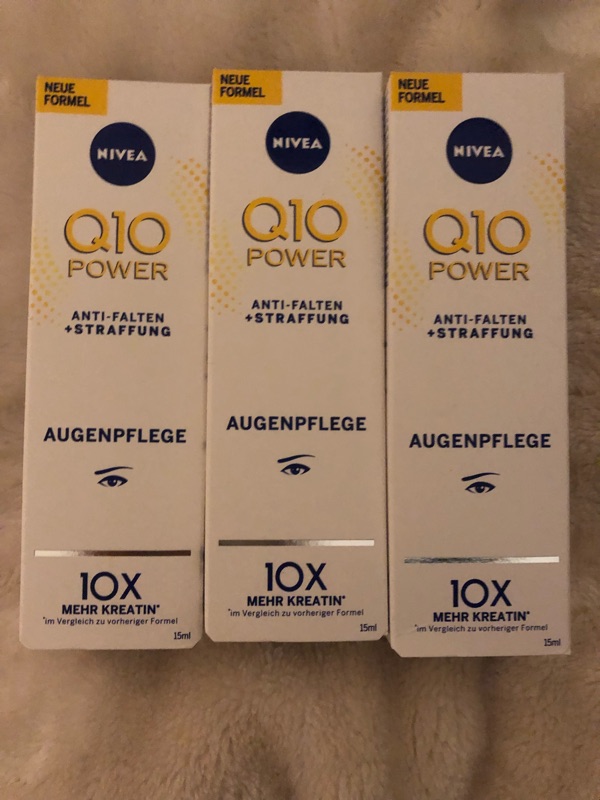 NEUE
FORMEL
NIVEA
Q10
POWER
ANTI-FALTEN
+STRAFFUNG
AUGENPFLEGE
10X
MEHR KREATIN*
*im Vergleich zu vorheriger Formel
15ml
NEUE
FORMEL
NIVEA
Q10
POWER
ANTI-FALTEN
+STRAFFUNG
AUGENPFLEGE
10X
MEHR KREATIN*
*im Vergleich zu vorheriger Formel
15ml
NEUE
FORMEL
NIVEA
Q10
POWER
ANTI-FALTEN
+STRAFFUNG
AUGENPFLEGE
10X
MEHR KREATIN*
*im Vergleich zu vorheriger Formel
15ml